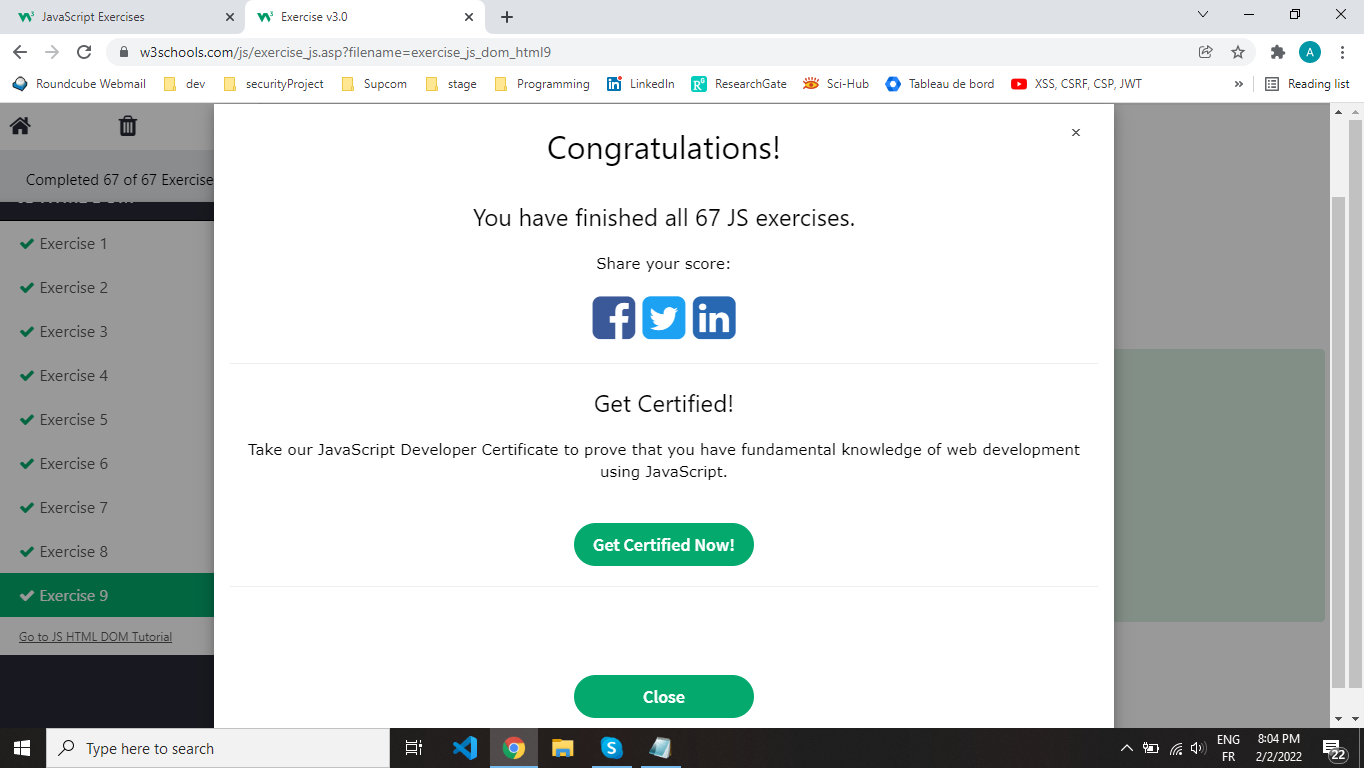 JavaScript Exercises
Exercise v3.0
w3schools.com/js/exercise_js.asp?filename=exercise_js_dom_html9
A
Roundcube Webmail
dev
securityProject
Supcom
stage
Programming
LinkedIn
ResearchGate
Sci-Hub
Tableau de bord
XSS, CSRF, CSP, JWT
»
Reading list
Completed 67 of 67 Exercise
Exercise 1
Exercise 2
Exercise 3
Exercise 4
Exercise 5
Exercise 6
Exercise 7
Exercise 8
Exercise 9
Go to JS HTML DOM Tutorial
×
Congratulations!
You have finished all 67 JS exercises.
Share your score:
Get Certified!
Take our JavaScript Developer Certificate to prove that you have fundamental knowledge of web development
using JavaScript.
Get Certified Now!
Close
Type here to search
ENG
FR
8:04 PM
2/2/2022
22